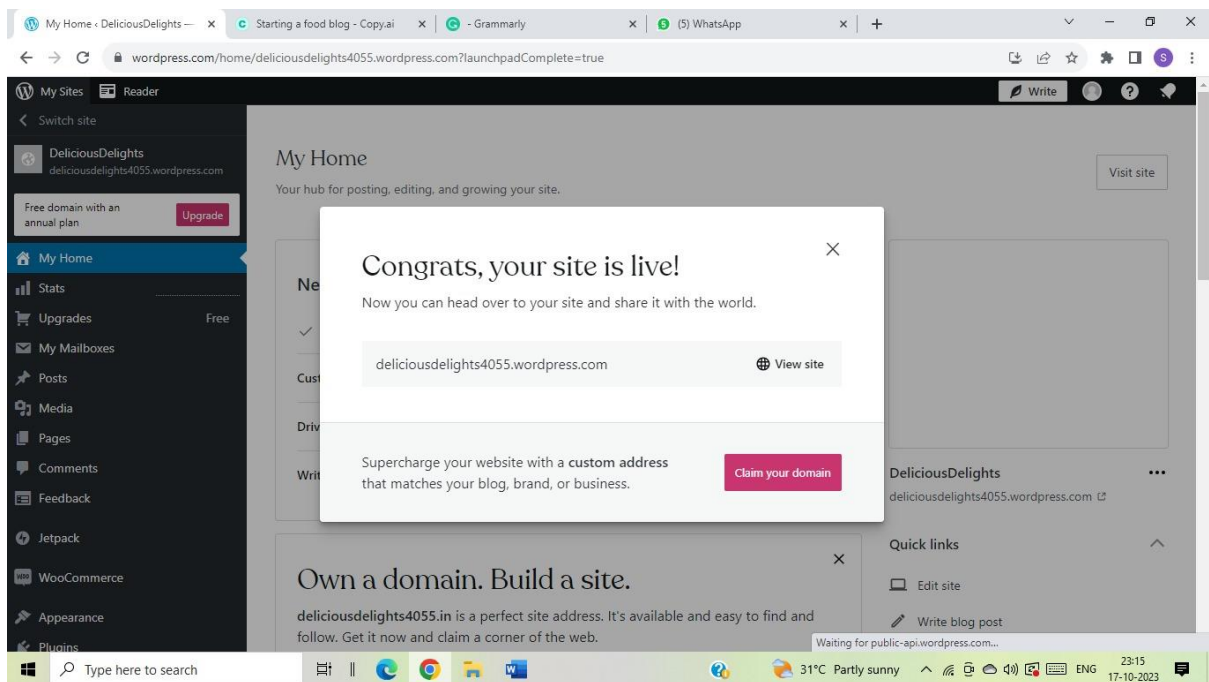 My Home ‹ DeliciousDelights —
Starting a food blog - Copy.ai
- Grammarly
(5) WhatsApp
wordpress.com/home/deliciousdelights4055.wordpress.com?launchpadComplete=true
My Sites Reader
Write
Switch site
DeliciousDelights
deliciousdelights4055.wordpress.com
Free domain with an
annual plan
Upgrade
My Home
Stats
Upgrades Free
My Mailboxes
Posts
Media
Pages
Comments
Feedback
Jetpack
WooCommerce
Appearance
Plugins
My Home
Your hub for posting, editing, and growing your site.
Visit site
Ne
Cust
Driv
Writ
Congrats, your site is live!
Now you can head over to your site and share it with the world.
deliciousdelights4055.wordpress.com View site
Supercharge your website with a custom address
that matches your blog, brand, or business.
Claim your domain
Own a domain. Build a site.
deliciousdelights4055.in is a perfect site address. It's available and easy to find and
follow. Get it now and claim a corner of the web.
DeliciousDelights
deliciousdelights4055.wordpress.com
Quick links
Edit site
Write blog post
Waiting for public-api.wordpress.com...
Type here to search
31°C Partly sunny
ENG
23:15
17-10-2023